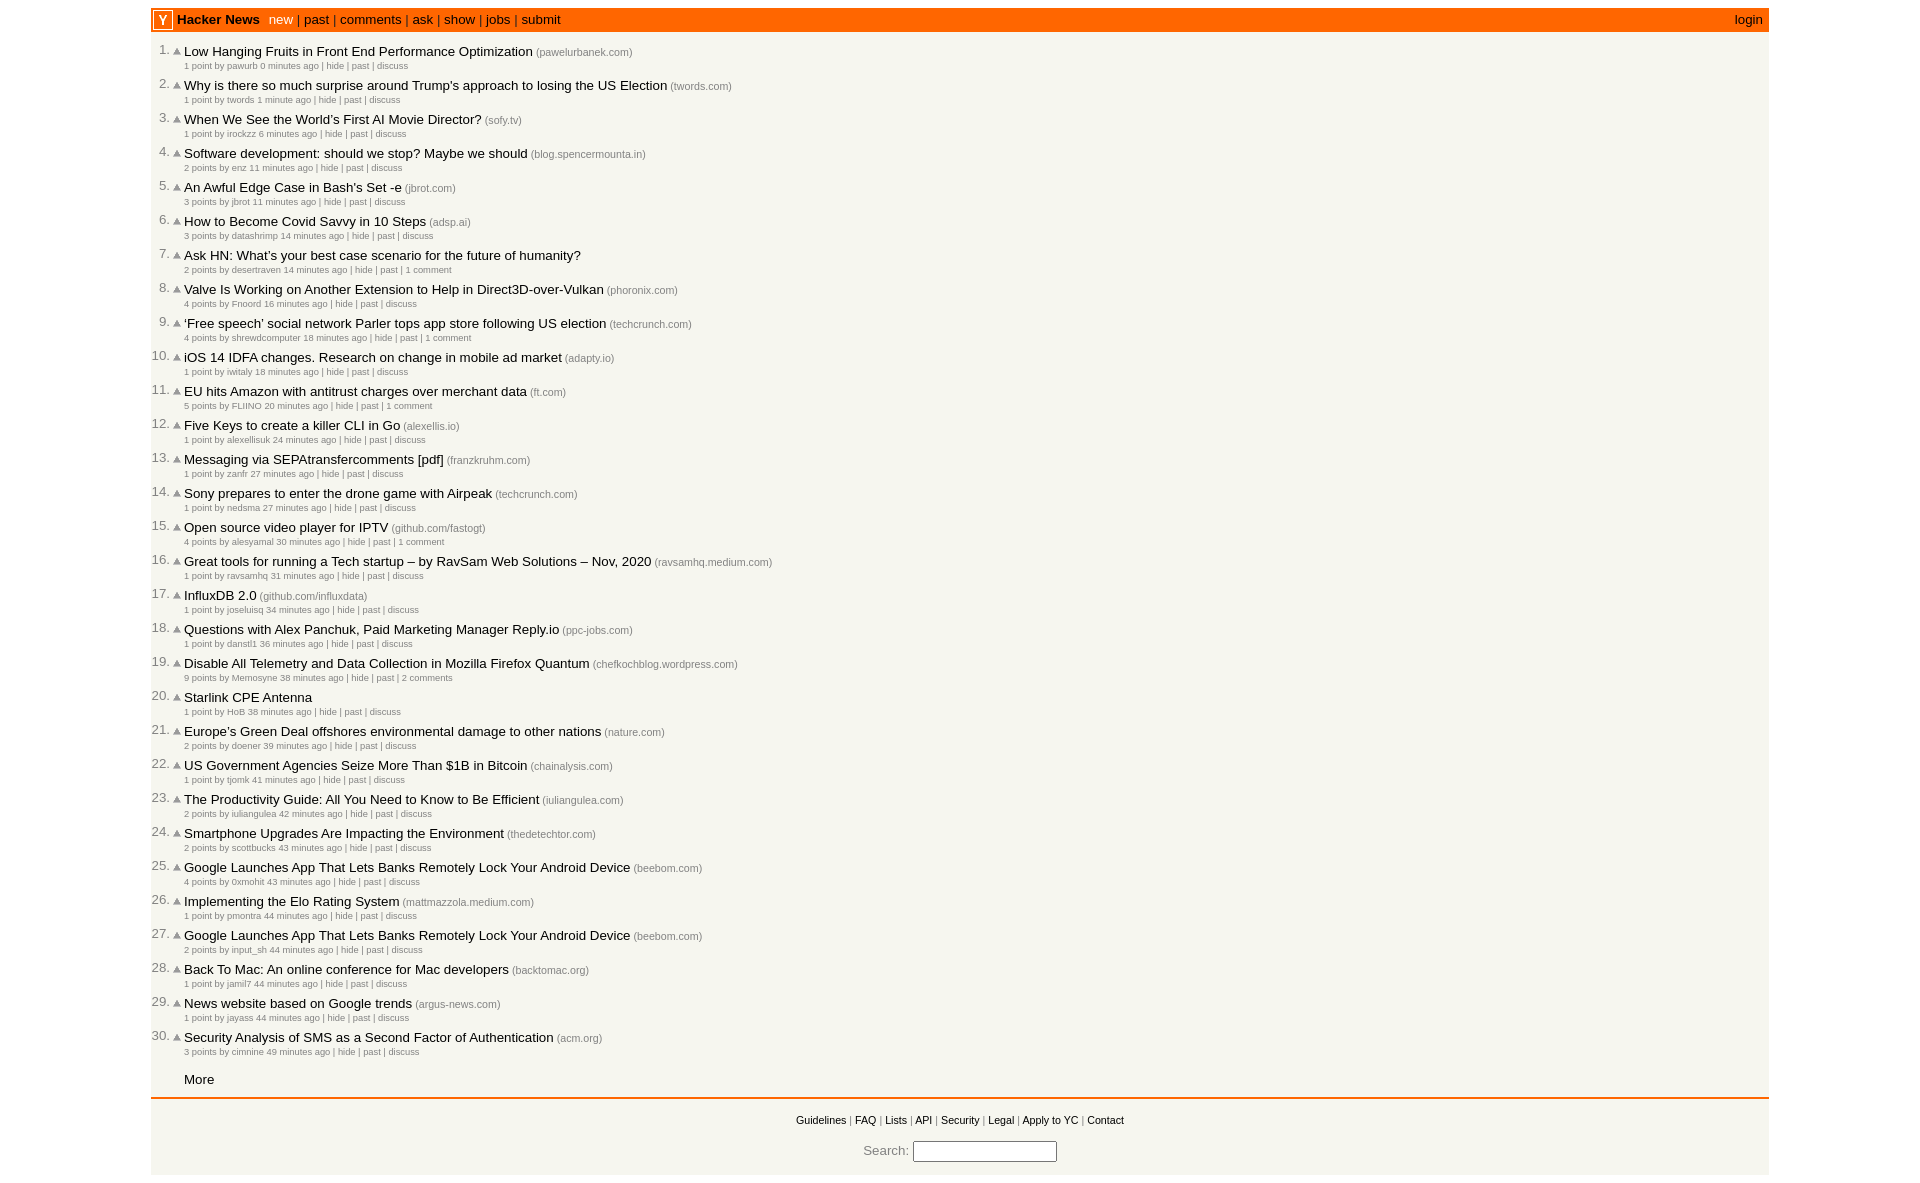 Y Hacker News new | past | comments | ask | show | jobs | submit login
1. Low Hanging Fruits in Front End Performance Optimization (pawelurbanek.com)
1 point by pawurb 0 minutes ago | hide | past | discuss
2. Why is there so much surprise around Trump's approach to losing the US Election (twords.com)
1 point by twords 1 minute ago | hide | past | discuss
3. When We See the World’s First AI Movie Director? (sofy.tv)
1 point by irockzz 6 minutes ago | hide | past | discuss
4. Software development: should we stop? Maybe we should (blog.spencermounta.in)
2 points by enz 11 minutes ago | hide | past | discuss
5. An Awful Edge Case in Bash's Set -e (jbrot.com)
3 points by jbrot 11 minutes ago | hide | past | discuss
6. How to Become Covid Savvy in 10 Steps (adsp.ai)
3 points by datashrimp 14 minutes ago | hide | past | discuss
7. Ask HN: What’s your best case scenario for the future of humanity?
2 points by desertraven 14 minutes ago | hide | past | 1 comment
8. Valve Is Working on Another Extension to Help in Direct3D-over-Vulkan (phoronix.com)
4 points by Fnoord 16 minutes ago | hide | past | discuss
9. ‘Free speech’ social network Parler tops app store following US election (techcrunch.com)
4 points by shrewdcomputer 18 minutes ago | hide | past | 1 comment
10. iOS 14 IDFA changes. Research on change in mobile ad market (adapty.io)
1 point by iwitaly 18 minutes ago | hide | past | discuss
11. EU hits Amazon with antitrust charges over merchant data (ft.com)
5 points by FLIINO 20 minutes ago | hide | past | 1 comment
12. Five Keys to create a killer CLI in Go (alexellis.io)
1 point by alexellisuk 24 minutes ago | hide | past | discuss
13. Messaging via SEPAtransfercomments [pdf] (franzkruhm.com)
1 point by zanfr 27 minutes ago | hide | past | discuss
14. Sony prepares to enter the drone game with Airpeak (techcrunch.com)
1 point by nedsma 27 minutes ago | hide | past | discuss
15. Open source video player for IPTV (github.com/fastogt)
4 points by alesyamal 30 minutes ago | hide | past | 1 comment
16. Great tools for running a Tech startup – by RavSam Web Solutions – Nov, 2020 (ravsamhq.medium.com)
1 point by ravsamhq 31 minutes ago | hide | past | discuss
17. InfluxDB 2.0 (github.com/influxdata)
1 point by joseluisq 34 minutes ago | hide | past | discuss
18. Questions with Alex Panchuk, Paid Marketing Manager Reply.io (ppc-jobs.com)
1 point by danstl1 36 minutes ago | hide | past | discuss
19. Disable All Telemetry and Data Collection in Mozilla Firefox Quantum (chefkochblog.wordpress.com)
9 points by Memosyne 38 minutes ago | hide | past | 2 comments
20. Starlink CPE Antenna
1 point by HoB 38 minutes ago | hide | past | discuss
21. Europe’s Green Deal offshores environmental damage to other nations (nature.com)
2 points by doener 39 minutes ago | hide | past | discuss
22. US Government Agencies Seize More Than $1B in Bitcoin (chainalysis.com)
1 point by tjomk 41 minutes ago | hide | past | discuss
23. The Productivity Guide: All You Need to Know to Be Efficient (iuliangulea.com)
2 points by iuliangulea 42 minutes ago | hide | past | discuss
24. Smartphone Upgrades Are Impacting the Environment (thedetechtor.com)
2 points by scottbucks 43 minutes ago | hide | past | discuss
25. Google Launches App That Lets Banks Remotely Lock Your Android Device (beebom.com)
4 points by 0xmohit 43 minutes ago | hide | past | discuss
26. Implementing the Elo Rating System (mattmazzola.medium.com)
1 point by pmontra 44 minutes ago | hide | past | discuss
27. Google Launches App That Lets Banks Remotely Lock Your Android Device (beebom.com)
2 points by input_sh 44 minutes ago | hide | past | discuss
28. Back To Mac: An online conference for Mac developers (backtomac.org)
1 point by jamil7 44 minutes ago | hide | past | discuss
29. News website based on Google trends (argus-news.com)
1 point by jayass 44 minutes ago | hide | past | discuss
30. Security Analysis of SMS as a Second Factor of Authentication (acm.org)
3 points by cimnine 49 minutes ago | hide | past | discuss
More
Guidelines | FAQ | Lists | API | Security | Legal | Apply to YC | Contact
Search: